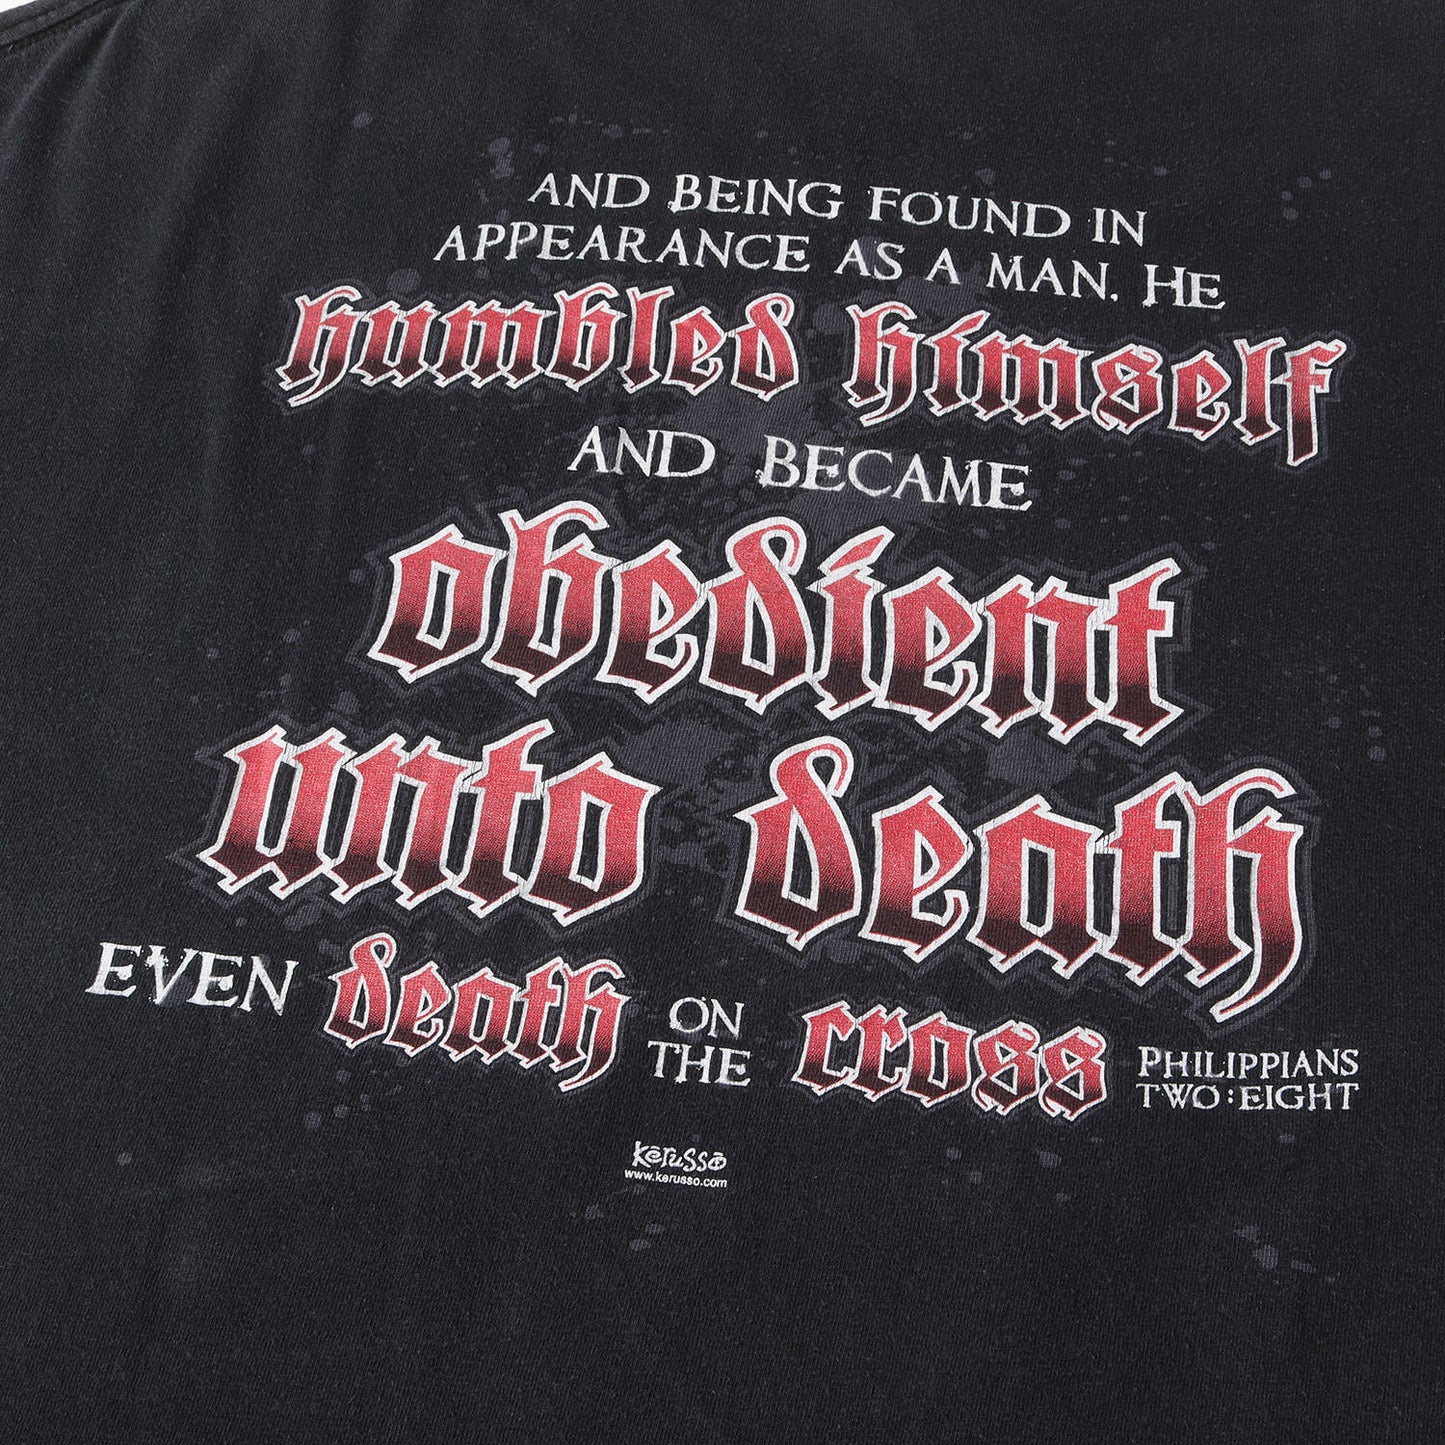 AND BEING FOUND IN
APPEARANCE AS A MAN, HE
humbled himself
AND BECAME
obedient
unto death
EVEN death ON THE cross PHILIPPIANS TWO:EIGHT
kerusso
www.kerusso.com